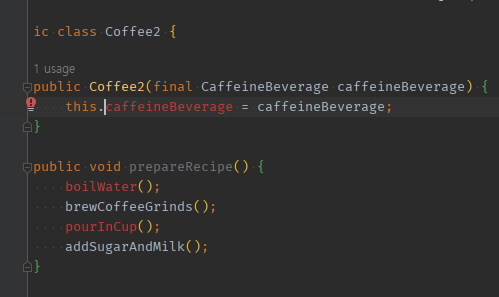 ic class Coffee2 {
1 usage
public Coffee2(final CaffeineBeverage caffeineBeverage) {
this.caffeineBeverage = caffeineBeverage;
}
public void prepareRecipe() {
boilWater();
brewCoffeeGrinds();
pourInCup();
addSugarAndMilk();
}